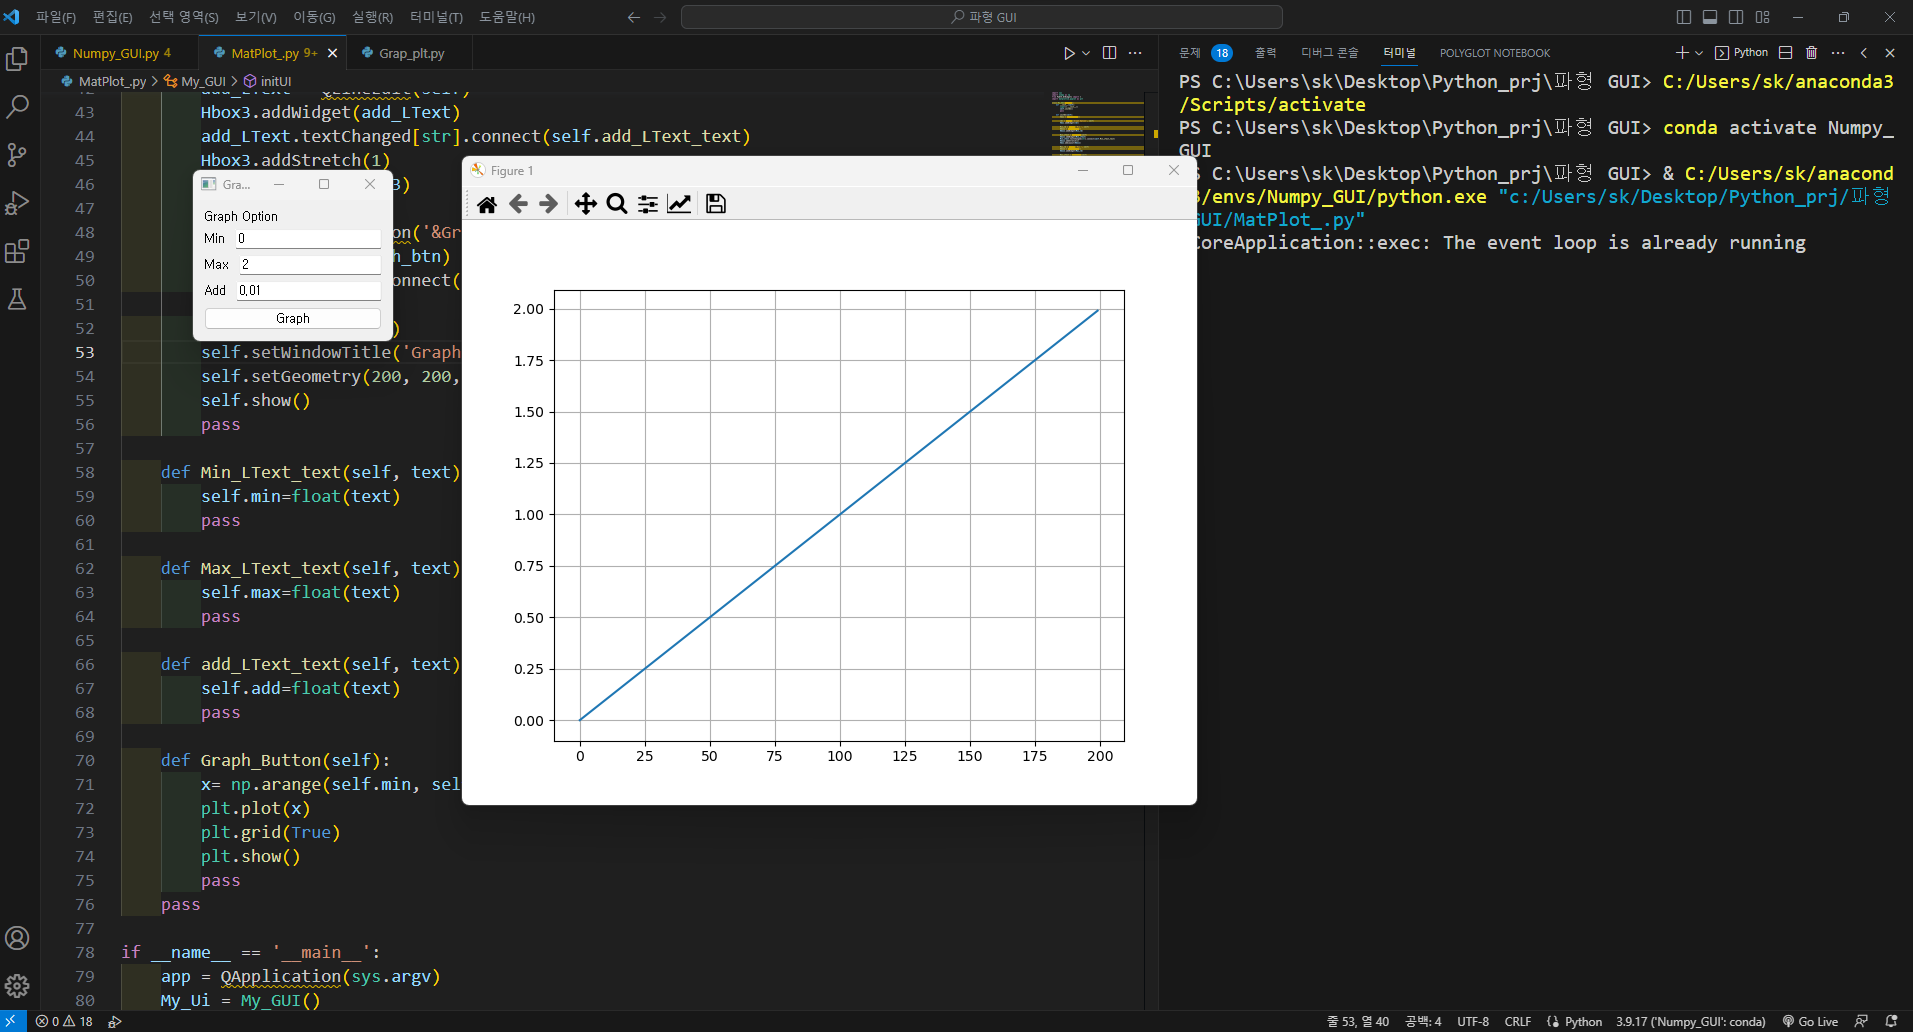 파일(F) 편집(E) 선택 영역(S) 보기(V) 이동(G) 실행(R) 터미널(T) 도움말(H)
파형 GUI
Numpy_GUI.py 4
MatPlot_.py 9+
Grap_plt.py
MatPlot_.py > My_GUI > initUI
43 Hbox3.addWidget(add_LText)
44 add_LText.textChanged[str].connect(self.add_LText_text)
45 Hbox3.addStretch(1)
46 3)
47
48 on('&Gr
49 h_btn)
50 onnect(
51
52 )
53 self.setWindowTitle('Graph
54 self.setGeometry(200, 200,
55 self.show()
56 pass
57
58 def Min_LText_text(self, text)
59 self.min=float(text)
60 pass
61
62 def Max_LText_text(self, text)
63 self.max=float(text)
64 pass
65
66 def add_LText_text(self, text)
67 self.add=float(text)
68 pass
69
70 def Graph_Button(self):
71 x= np.arange(self.min, sel
72 plt.plot(x)
73 plt.grid(True)
74 plt.show()
75 pass
76 pass
77
78 if __name__ == '__main__':
79 app = QApplication(sys.argv)
80 My_Ui = My_GUI()
Gra...
Graph Option
Min 0
Max 2
Add 0.01
Graph
Figure 1
2.00
1.75
1.50
1.25
1.00
0.75
0.50
0.25
0.00
0 25 50 75 100 125 150 175 200
문제 18 출력 디버그 콘솔 터미널 POLYGLOT NOTEBOOK
Python
PS C:\Users\sk\Desktop\Python_prj\파형 GUI> C:/Users/sk/anaconda3
/Scripts/activate
PS C:\Users\sk\Desktop\Python_prj\파형 GUI> conda activate Numpy_
GUI
S C:\Users\sk\Desktop\Python_prj\파형 GUI> & C:/Users/sk/anacond
3/envs/Numpy_GUI/python.exe "c:/Users/sk/Desktop/Python_prj/파형
GUI/MatPlot_.py"
CoreApplication::exec: The event loop is already running
0 18
줄 53, 열 40 공백: 4 UTF-8 CRLF Python 3.9.17 ('Numpy_GUI': conda) Go Live